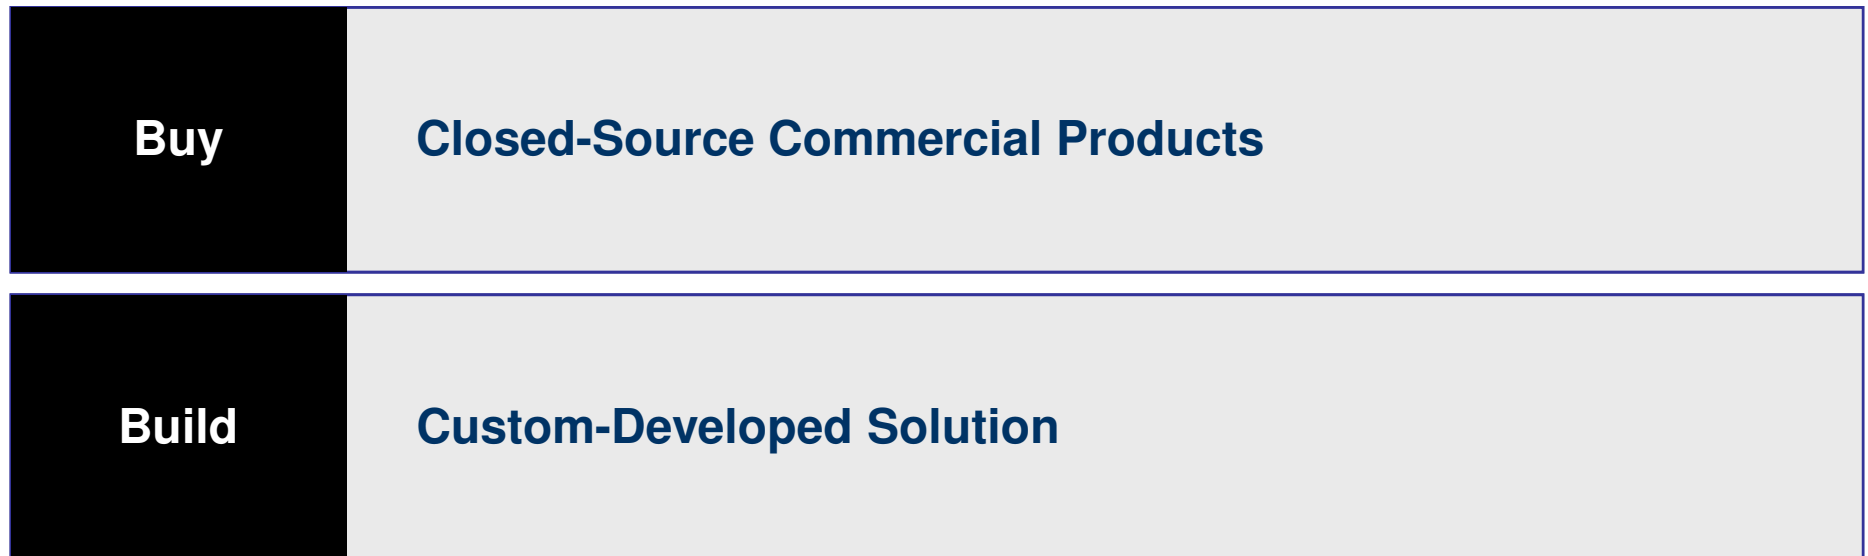 Buy
Closed-Source Commercial Products
Build
Custom-Developed Solution